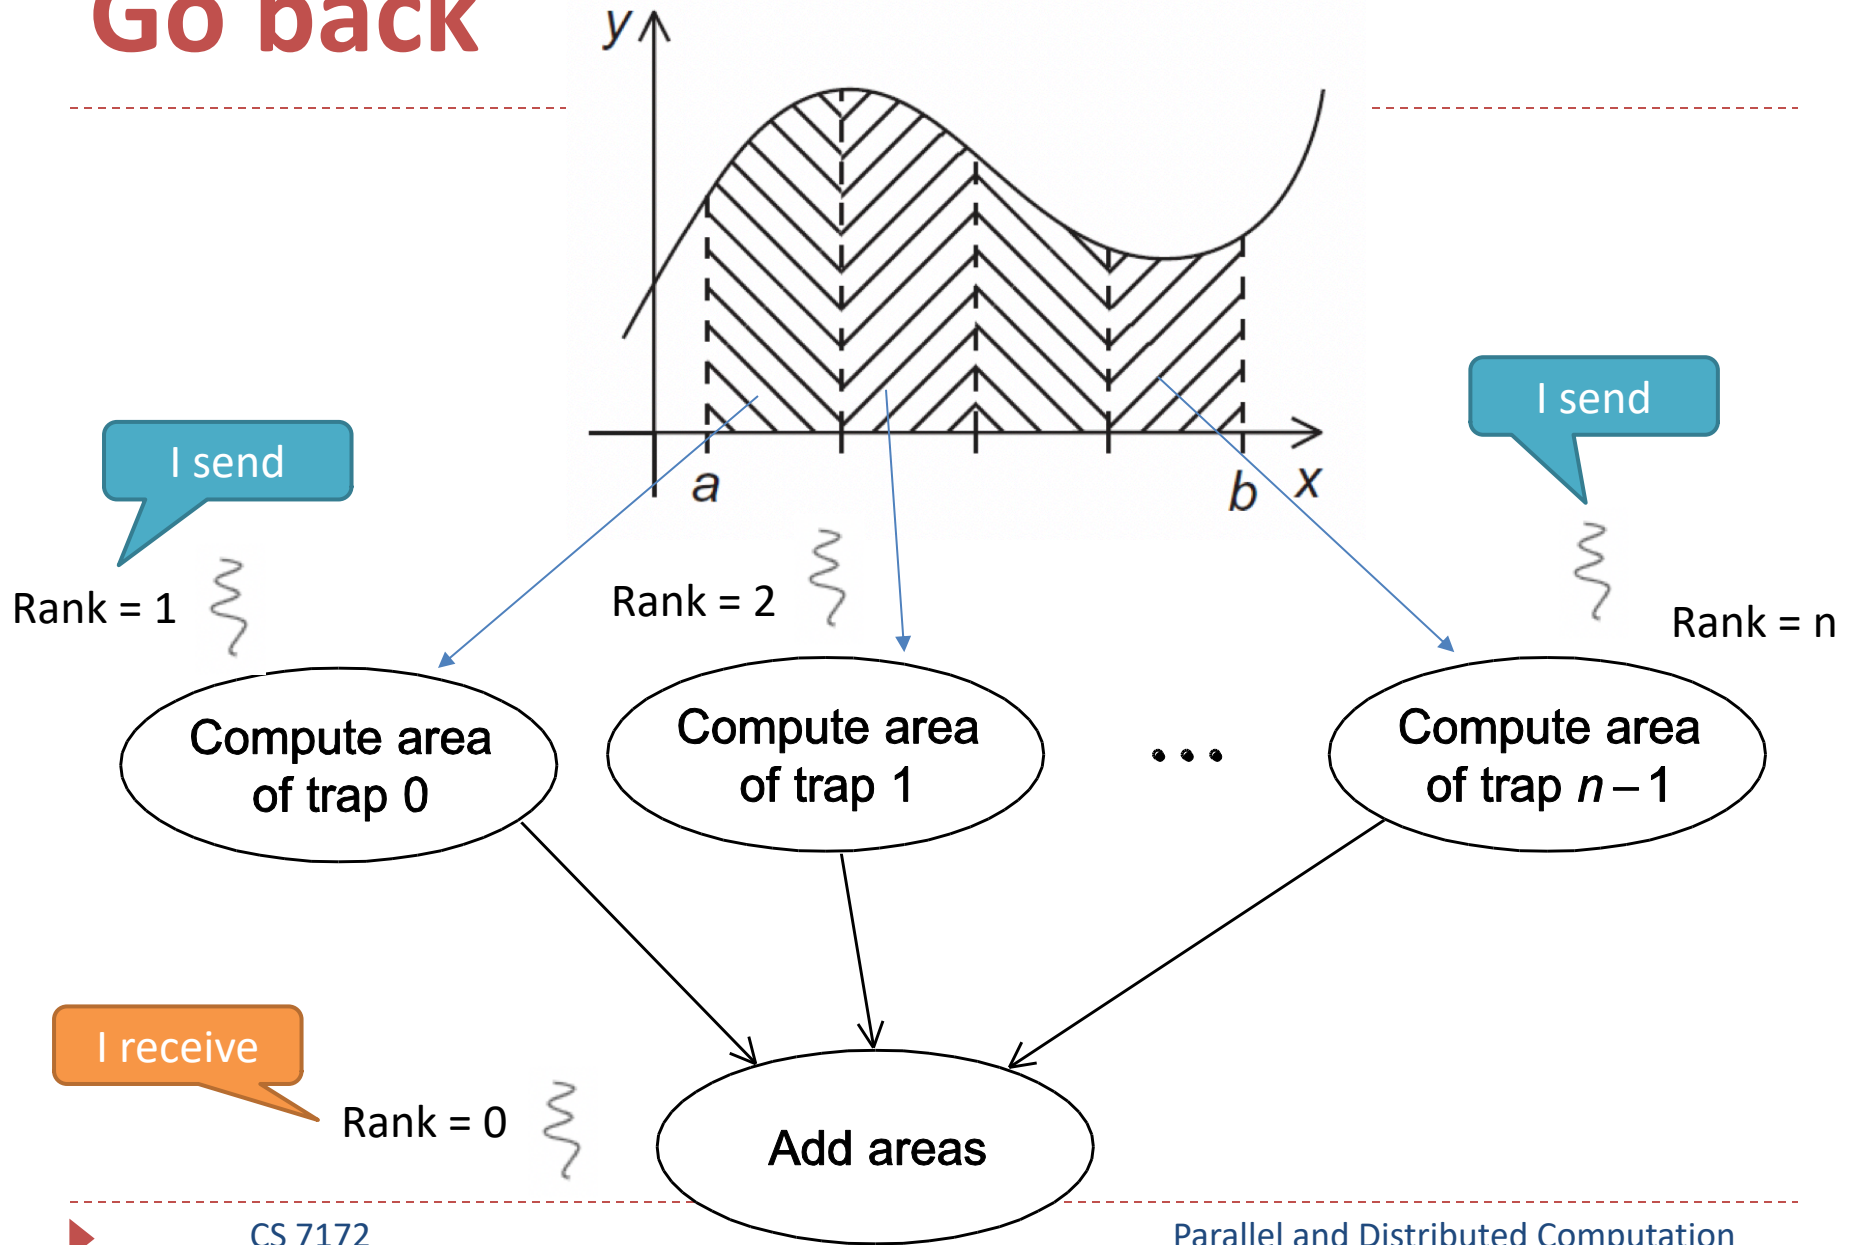 Go back
y
a
b
x
I send
I send
Rank = 1
Rank = 2
Rank = n
Compute area
of trap 0
Compute area
of trap 1
...
Compute area
of trap n – 1
I receive
Rank = 0
Add areas
CS 7172
Parallel and Distributed Computation